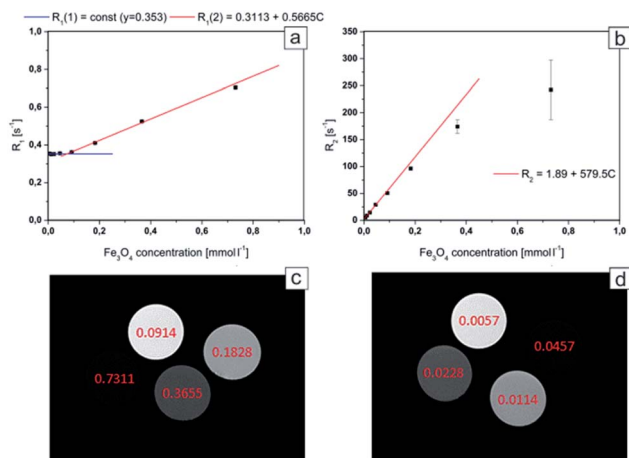 R₁(1) = const (y=0.353) R₁(2) = 0.3113 + 0.5665C
a
1,0
0,8
0,6
0,4
0,2
0,0
R₁ [s⁻¹]
0,0 0,2 0,4 0,6 0,8 1,0
Fe₃O₄ concentration [mmol l⁻¹]
b
350
300
250
200
150
100
50
0
R₂ [s⁻¹]
R₂ = 1.89 + 579.5C
0,0 0,2 0,4 0,6 0,8 1,0
Fe₃O₄ concentration [mmol l⁻¹]
c
0.0914
0.1828
0.7311
0.3655
d
0.0057
0.0457
0.0228
0.0114